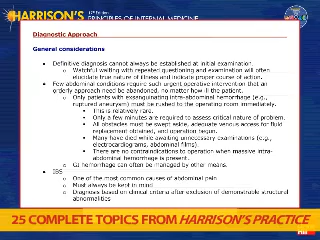 HARRISON'S 17th Edition
PRINCIPLES OF INTERNAL MEDICINE
Diagnostic Approach
General considerations
• Definitive diagnosis cannot always be established at initial examination.
o Watchful waiting with repeated questioning and examination will often
elucidate true nature of illness and indicate proper course of action.
• Few abdominal conditions require such urgent operative intervention that an
orderly approach need be abandoned, no matter how ill the patient.
o Only patients with exsanguinating intra-abdominal hemorrhage (e.g.,
ruptured aneurysm) must be rushed to the operating room immediately.
▪ This is relatively rare.
▪ Only a few minutes are required to assess critical nature of problem.
▪ All obstacles must be swept aside, adequate venous access for fluid
replacement obtained, and operation begun.
▪ Many have died while awaiting unnecessary examinations (e.g.,
electrocardiograms, abdominal films).
▪ There are no contraindications to operation when massive intra-
abdominal hemorrhage is present.
o GI hemorrhage can often be managed by other means.
• IBS
o One of the most common causes of abdominal pain
o Must always be kept in mind
o Diagnosis based on clinical criteria after exclusion of demonstrable structural
abnormalities
25 COMPLETE TOPICS FROM HARRISON'S PRACTICE